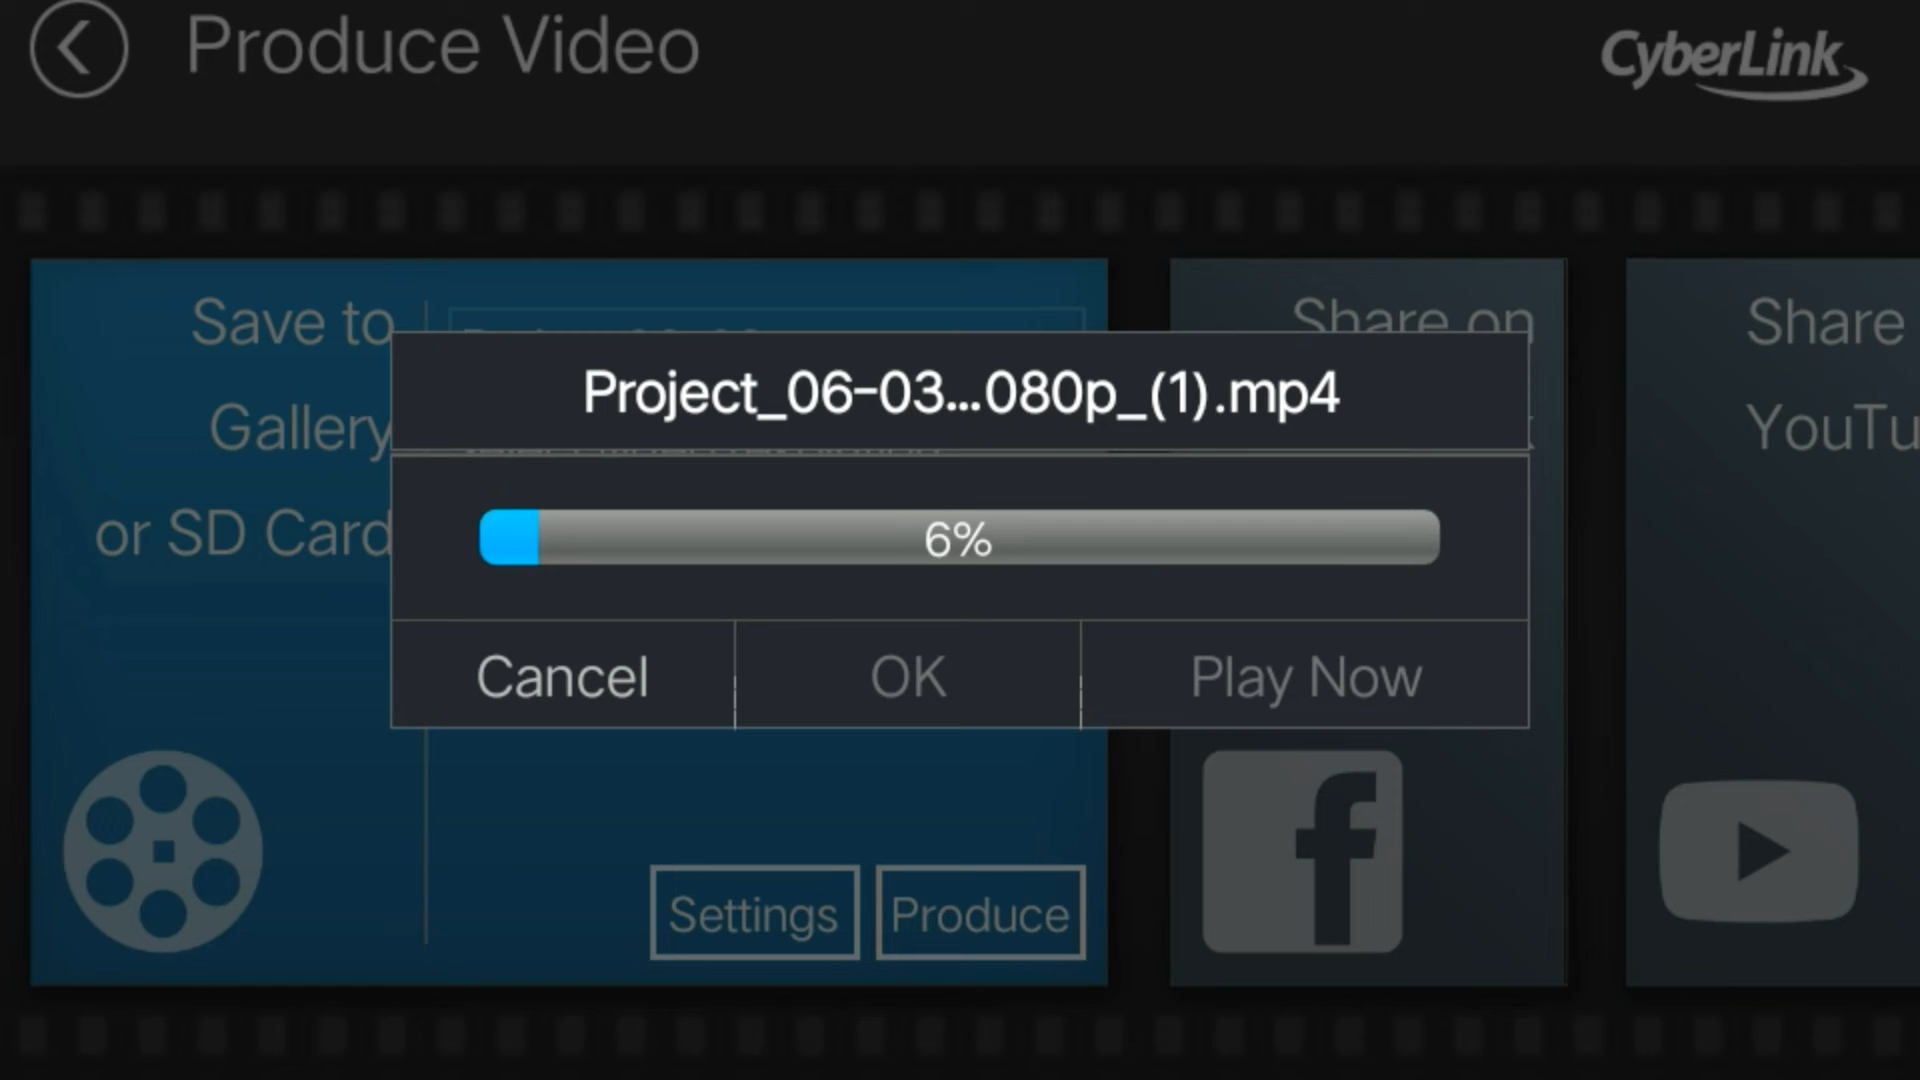 Produce Video
CyberLink
Save to
Gallery
or SD Card
Share on
Share
YouTu
Project_06-03...080p_(1).mp4
6%
Cancel
OK
Play Now
Settings
Produce